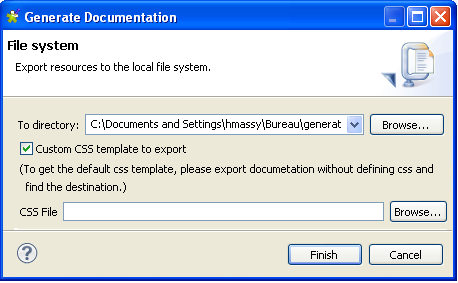 Generate Documentation
File system
Export resources to the local file system.
To directory: C:\Documents and Settings\hmassy\Bureau\generat Browse...
Custom CSS template to export
(To get the default css template, please export documetation without defining css and
find the destination.)
CSS File Browse...
? Finish Cancel